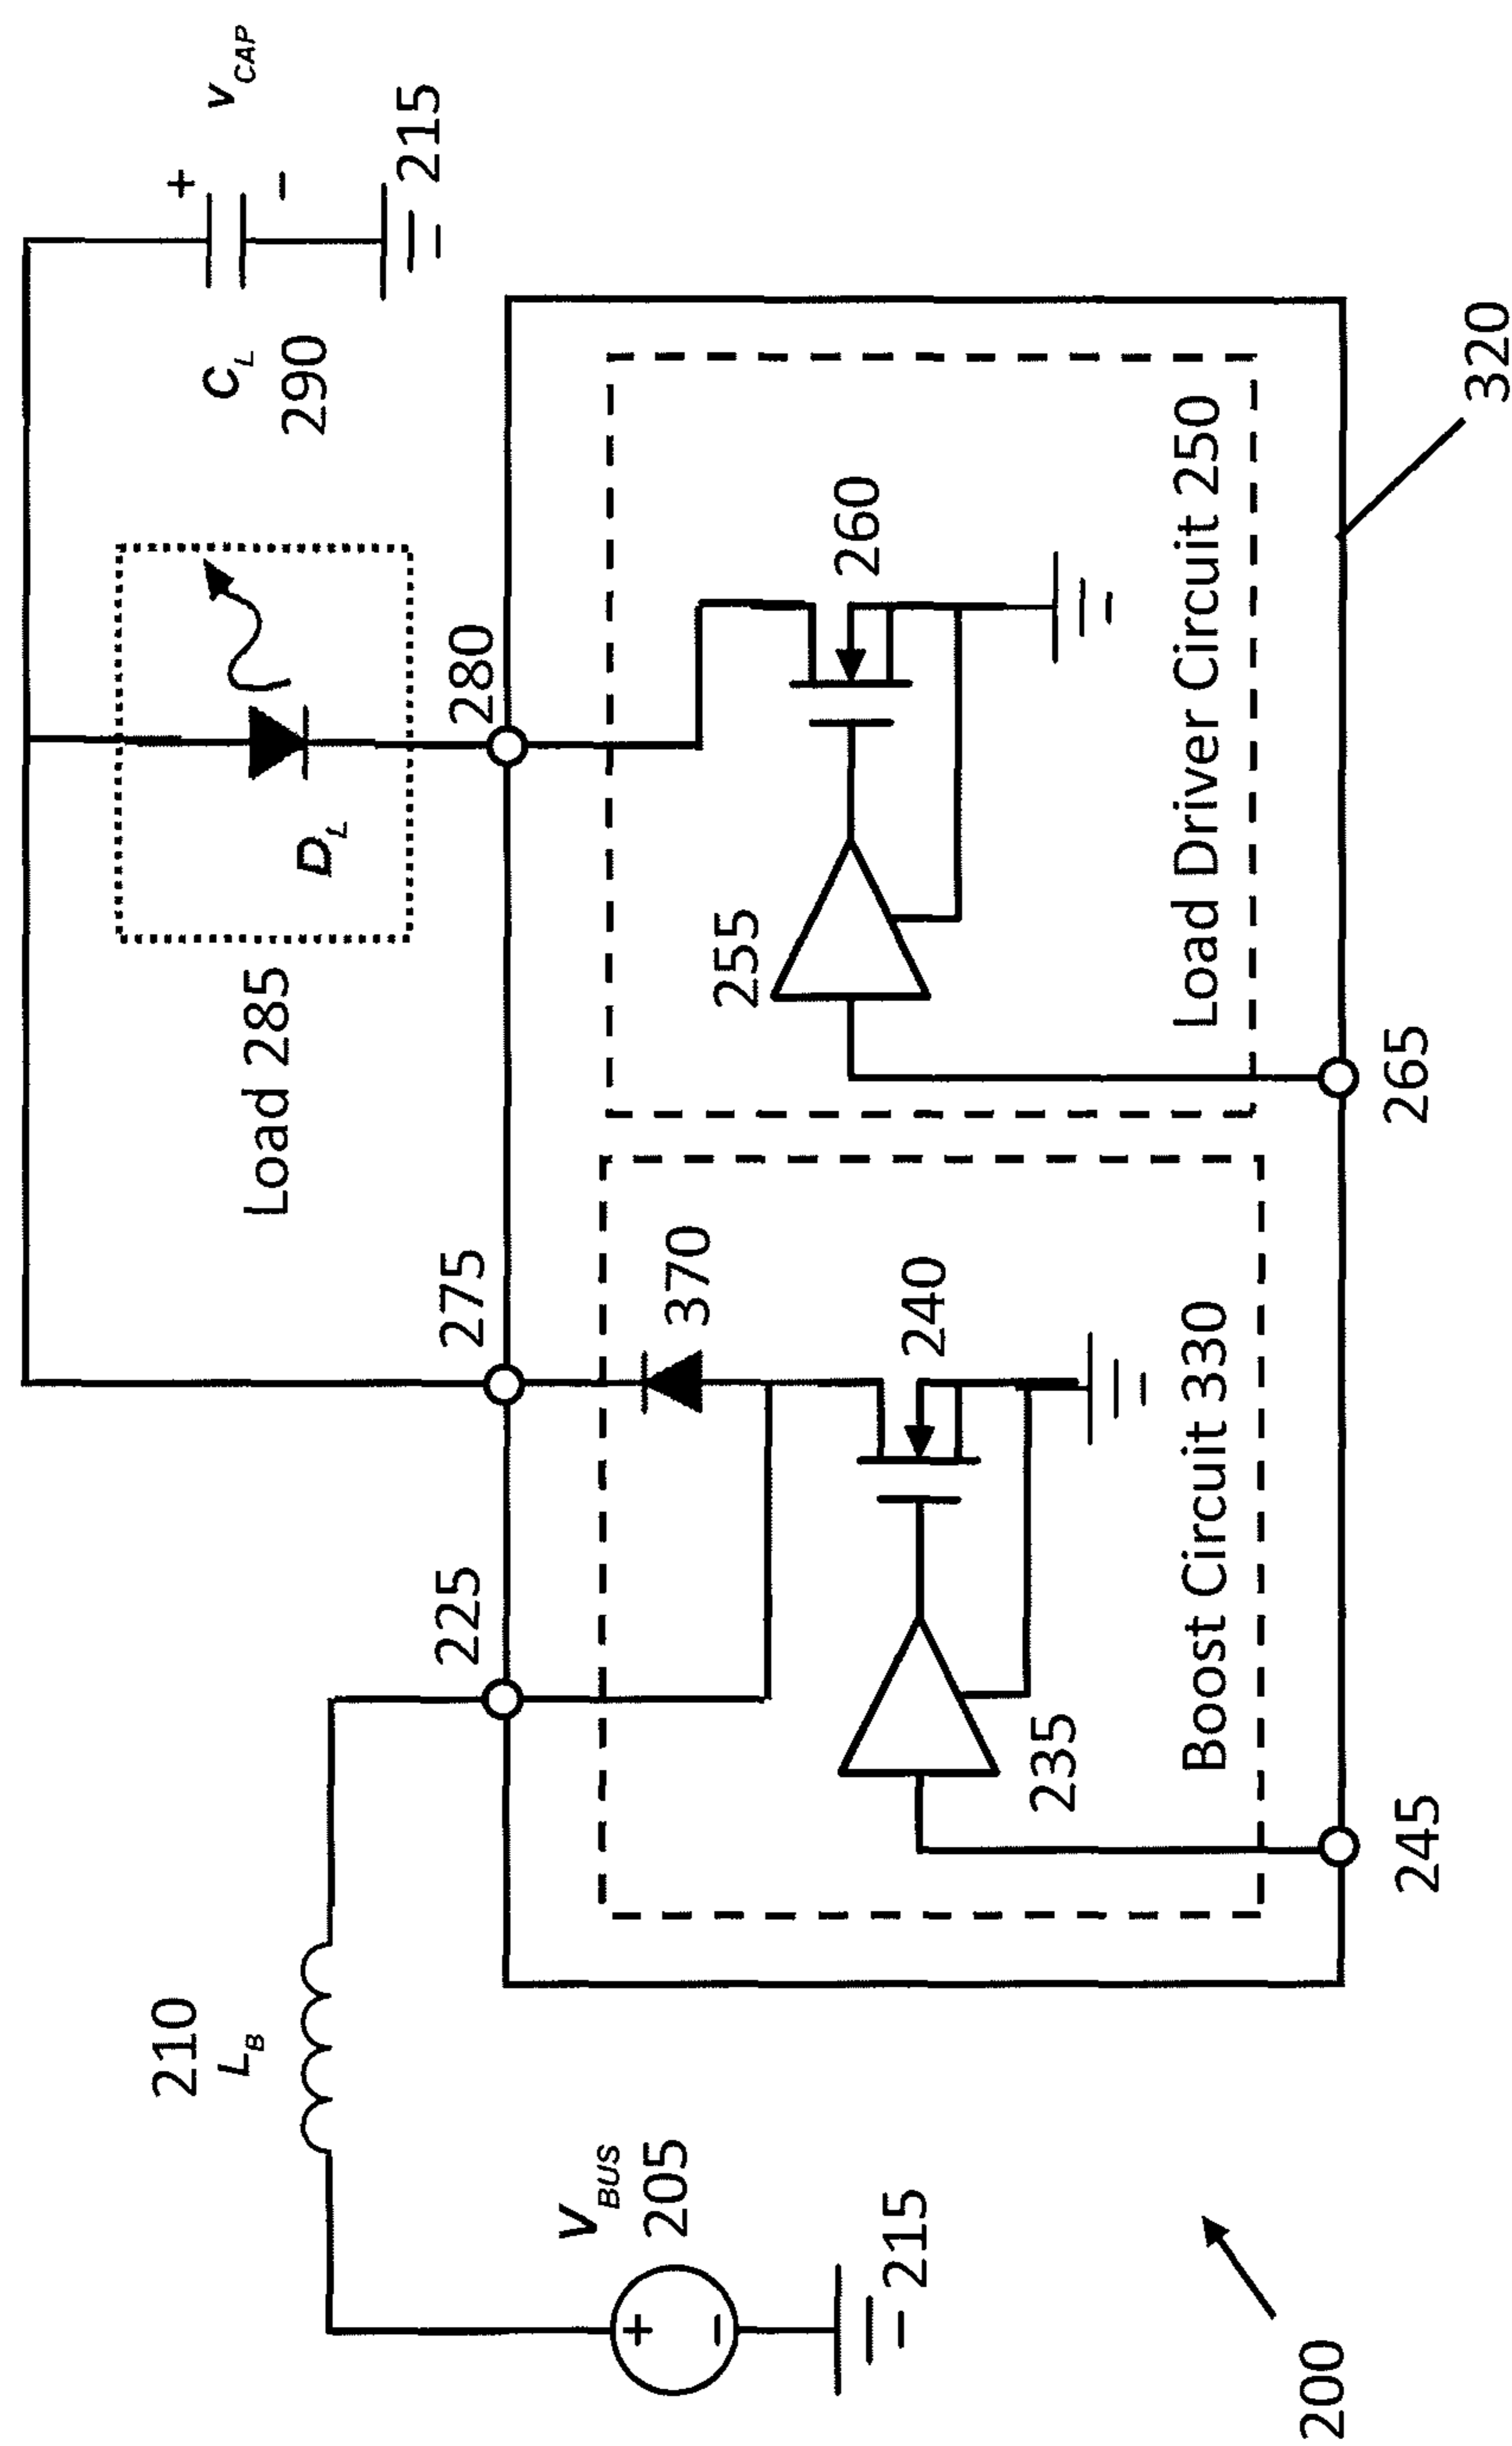 210
L_B
V_BUS
205
215
200
225
275
Load 285
D_L
280
C_L
290
v_CAP
215
370
240
235
Boost Circuit 330
245
255
260
Load Driver Circuit 250
265
320
+
−
+
−